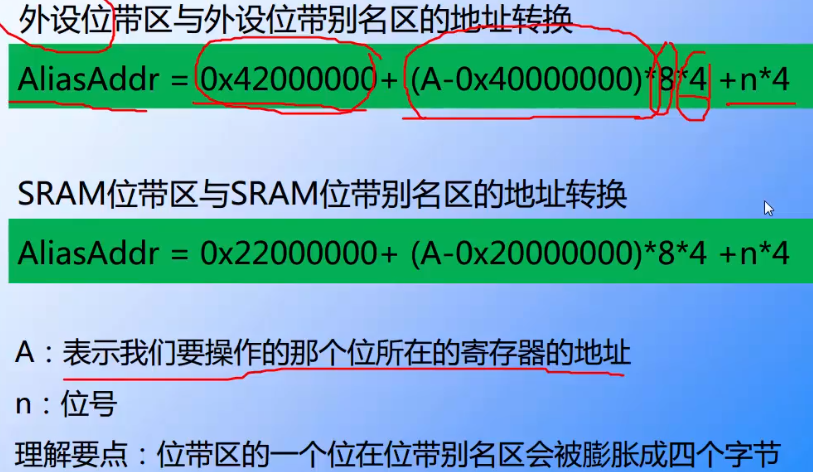 外设位带区与外设位带别名区的地址转换
AliasAddr = 0x42000000+ (A-0x40000000)*8*4 +n*4
SRAM位带区与SRAM位带别名区的地址转换
AliasAddr = 0x22000000+ (A-0x20000000)*8*4 +n*4
A：表示我们要操作的那个位所在的寄存器的地址
n：位号
理解要点：位带区的一个位在位带别名区会被膨胀成四个字节